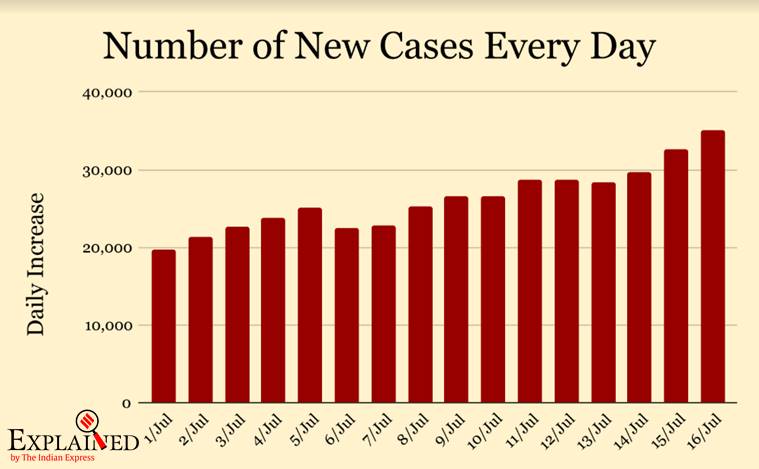 Number of New Cases Every Day
40,000
30,000
20,000
10,000
0
Daily Increase
1/Jul
2/Jul
3/Jul
4/Jul
5/Jul
6/Jul
7/Jul
8/Jul
9/Jul
10/Jul
11/Jul
12/Jul
13/Jul
14/Jul
15/Jul
16/Jul
EXPLAINED
by The Indian Express